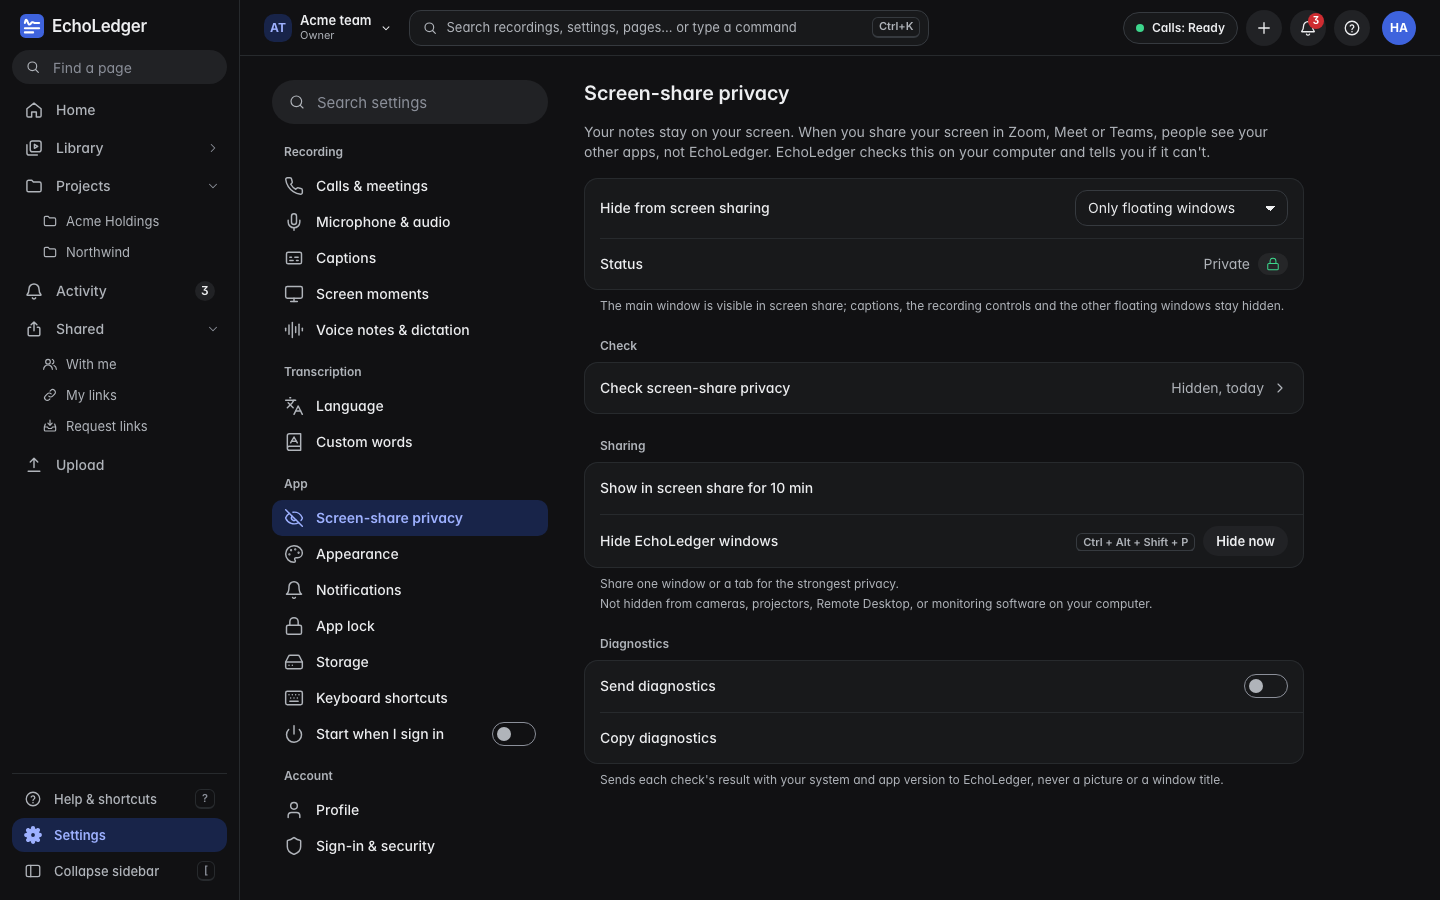 EchoLedger
Find a page
Home
Library
Projects
Acme Holdings
Northwind
Activity 3
Shared
With me
My links
Request links
Upload
Help & shortcuts ?
Settings
Collapse sidebar [
AT Acme team
Owner
Search recordings, settings, pages... or type a command Ctrl+K
Calls: Ready
3
HA
Search settings
Recording
Calls & meetings
Microphone & audio
Captions
Screen moments
Voice notes & dictation
Transcription
Language
Custom words
App
Screen-share privacy
Appearance
Notifications
App lock
Storage
Keyboard shortcuts
Start when I sign in
Account
Profile
Sign-in & security
Screen-share privacy
Your notes stay on your screen. When you share your screen in Zoom, Meet or Teams, people see your
other apps, not EchoLedger. EchoLedger checks this on your computer and tells you if it can't.
Hide from screen sharing Only floating windows
Status Private
The main window is visible in screen share; captions, the recording controls and the other floating windows stay hidden.
Check
Check screen-share privacy Hidden, today
Sharing
Show in screen share for 10 min
Hide EchoLedger windows Ctrl + Alt + Shift + P Hide now
Share one window or a tab for the strongest privacy.
Not hidden from cameras, projectors, Remote Desktop, or monitoring software on your computer.
Diagnostics
Send diagnostics
Copy diagnostics
Sends each check's result with your system and app version to EchoLedger, never a picture or a window title.